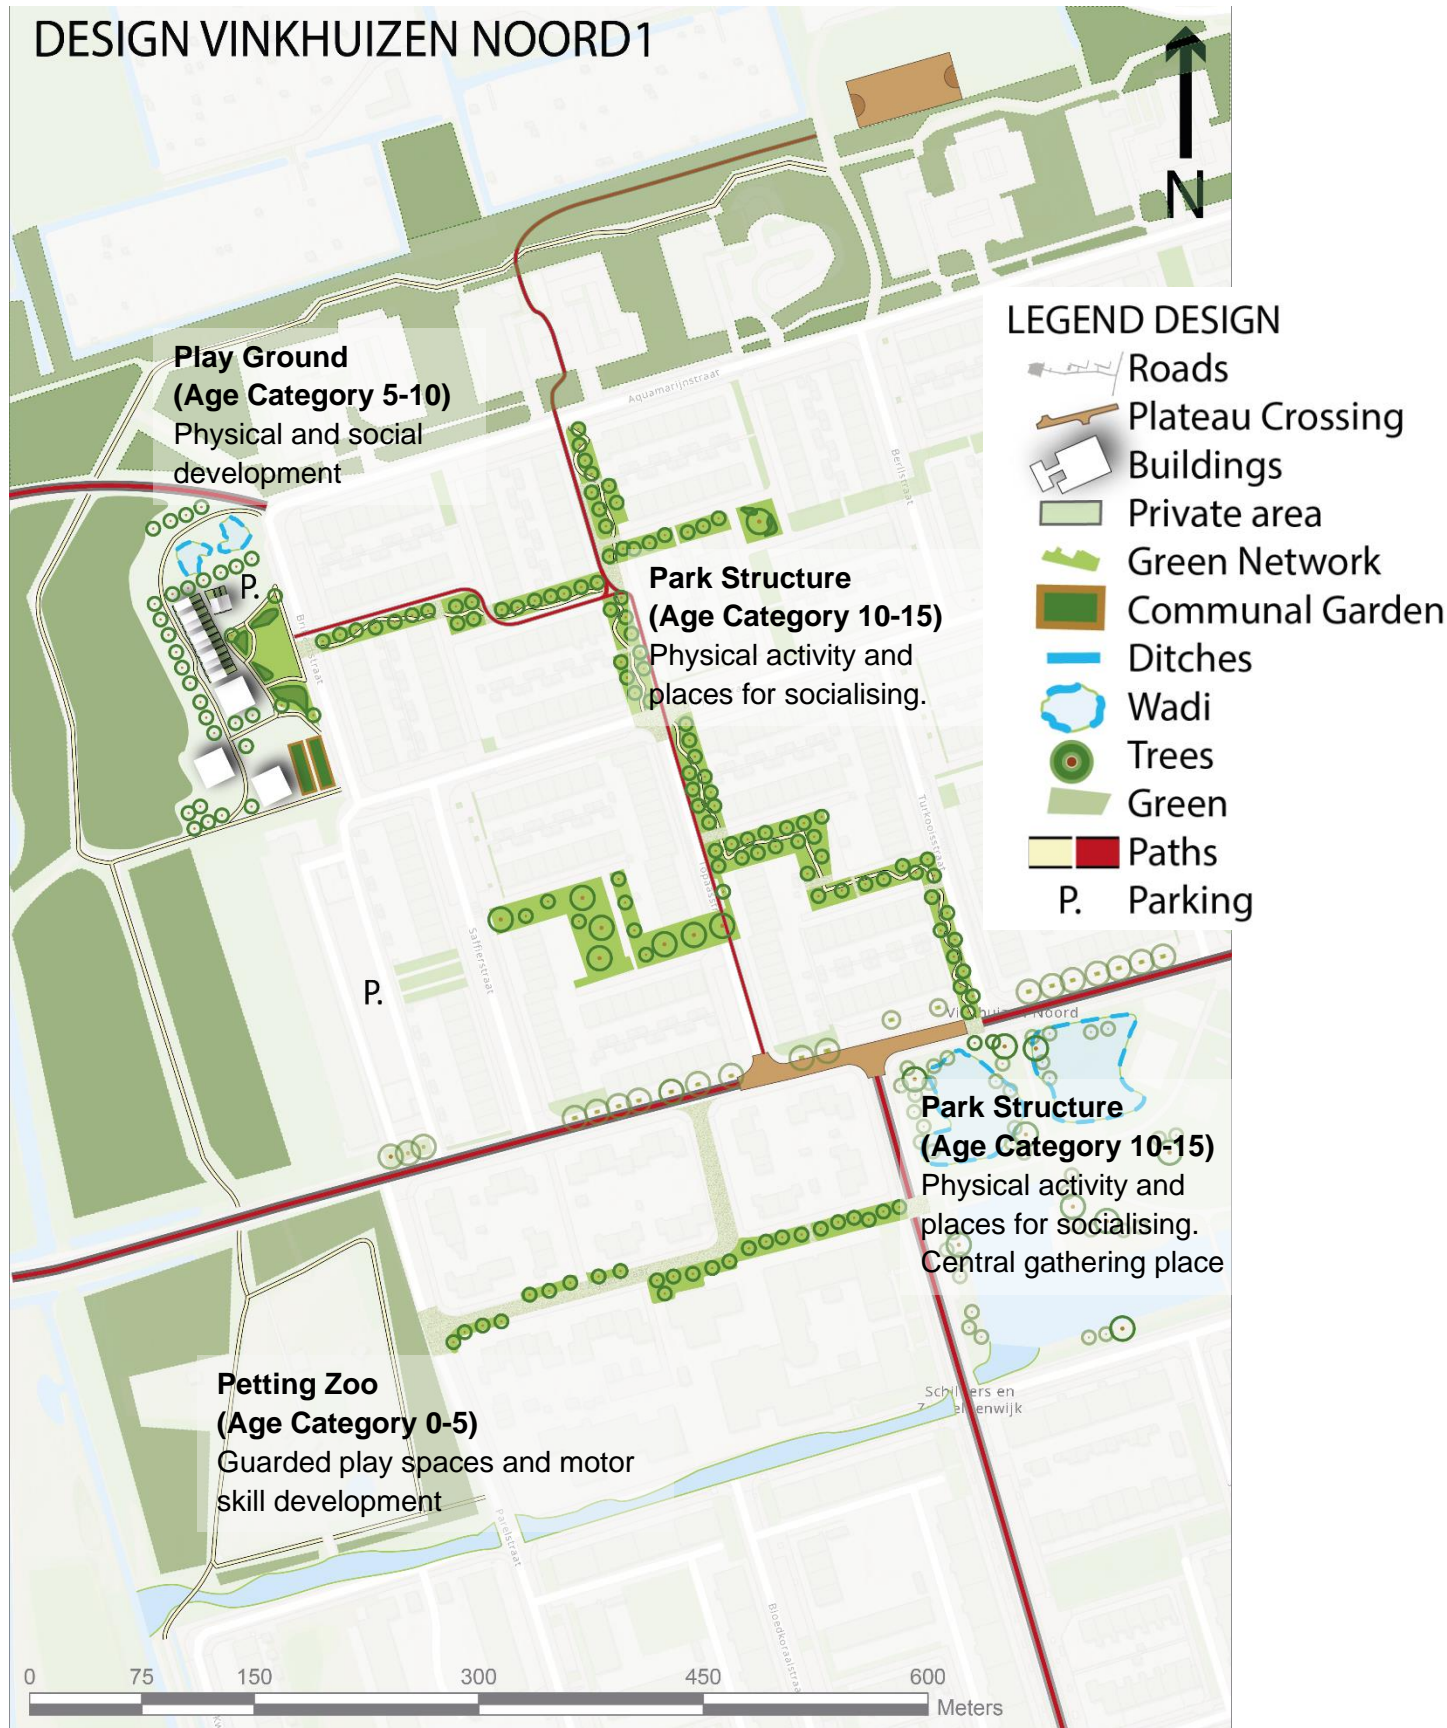 DESIGN VINKHUIZEN NOORD1
N
LEGEND DESIGN
Roads
Plateau Crossing
Buildings
Private area
Green Network
Communal Garden
Ditches
Wadi
Trees
Green
Paths
P. Parking
Play Ground
(Age Category 5-10)
Physical and social
development
Aquamarijnstraat
Berilstraat
P.
Park Structure
(Age Category 10-15)
Physical activity and
places for socialising.
Turkooisstraat
Saffierstraat
P.
Park Structure
(Age Category 10-15)
Physical activity and
places for socialising.
Central gathering place
Petting Zoo
(Age Category 0-5)
Guarded play spaces and motor
skill development
Parelstraat
Bloedkoraalstraat
0 75 150 300 450 600
Meters